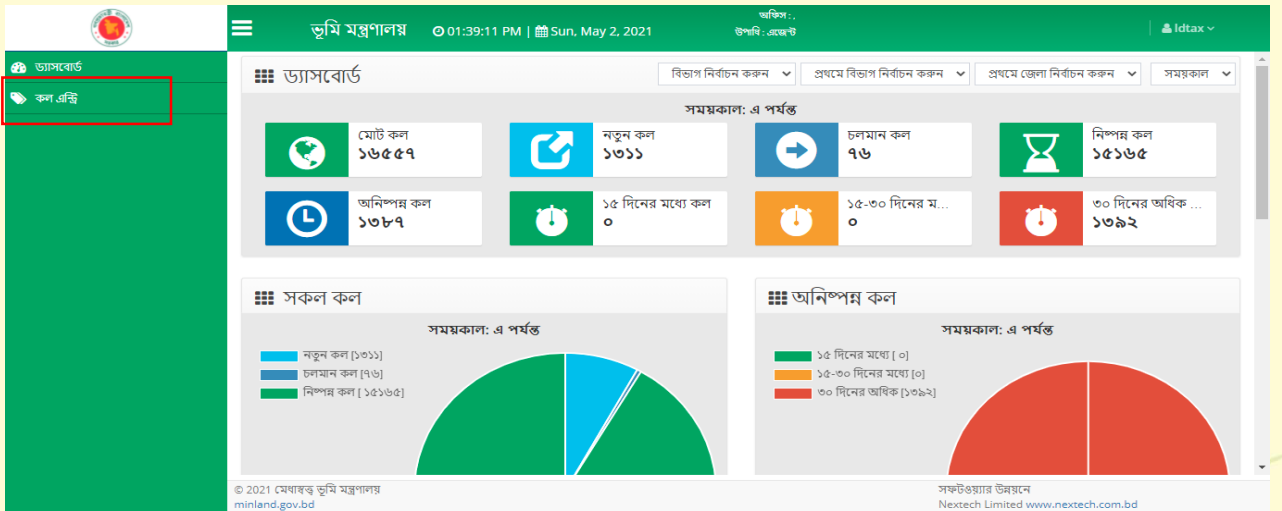 ভূমি মন্ত্রণালয়
01:39:11 PM | Sun, May 2, 2021
অফিস : ,
উপাধি : এজেন্ট
ldtax
ড্যাসবোর্ড
কল এন্ট্রি
ড্যাসবোর্ড
বিভাগ নির্বাচন করুন
প্রথমে বিভাগ নির্বাচন করুন
প্রথমে জেলা নির্বাচন করুন
সময়কাল
সময়কাল: এ পর্যন্ত
মোট কল
১৬৫৫৭
নতুন কল
১৩১১
চলমান কল
৭৬
নিষ্পন্ন কল
১৫১৬৫
অনিষ্পন্ন কল
১৩৮৭
১৫ দিনের মধ্যে কল
০
১৫-৩০ দিনের ম...
০
৩০ দিনের অধিক ...
১৩৯২
সকল কল
সময়কাল: এ পর্যন্ত
নতুন কল [১৩১১]
চলমান কল [৭৬]
নিষ্পন্ন কল [ ১৫১৬৫]
অনিষ্পন্ন কল
সময়কাল: এ পর্যন্ত
১৫ দিনের মধ্যে [ ০]
১৫-৩০ দিনের মধ্যে [০]
৩০ দিনের অধিক [১৩৯২]
© 2021 মেধাস্বত্ত্ব ভূমি মন্ত্রণালয়
minland.gov.bd
সফটওয়্যার উন্নয়নে
Nextech Limited www.nextech.com.bd